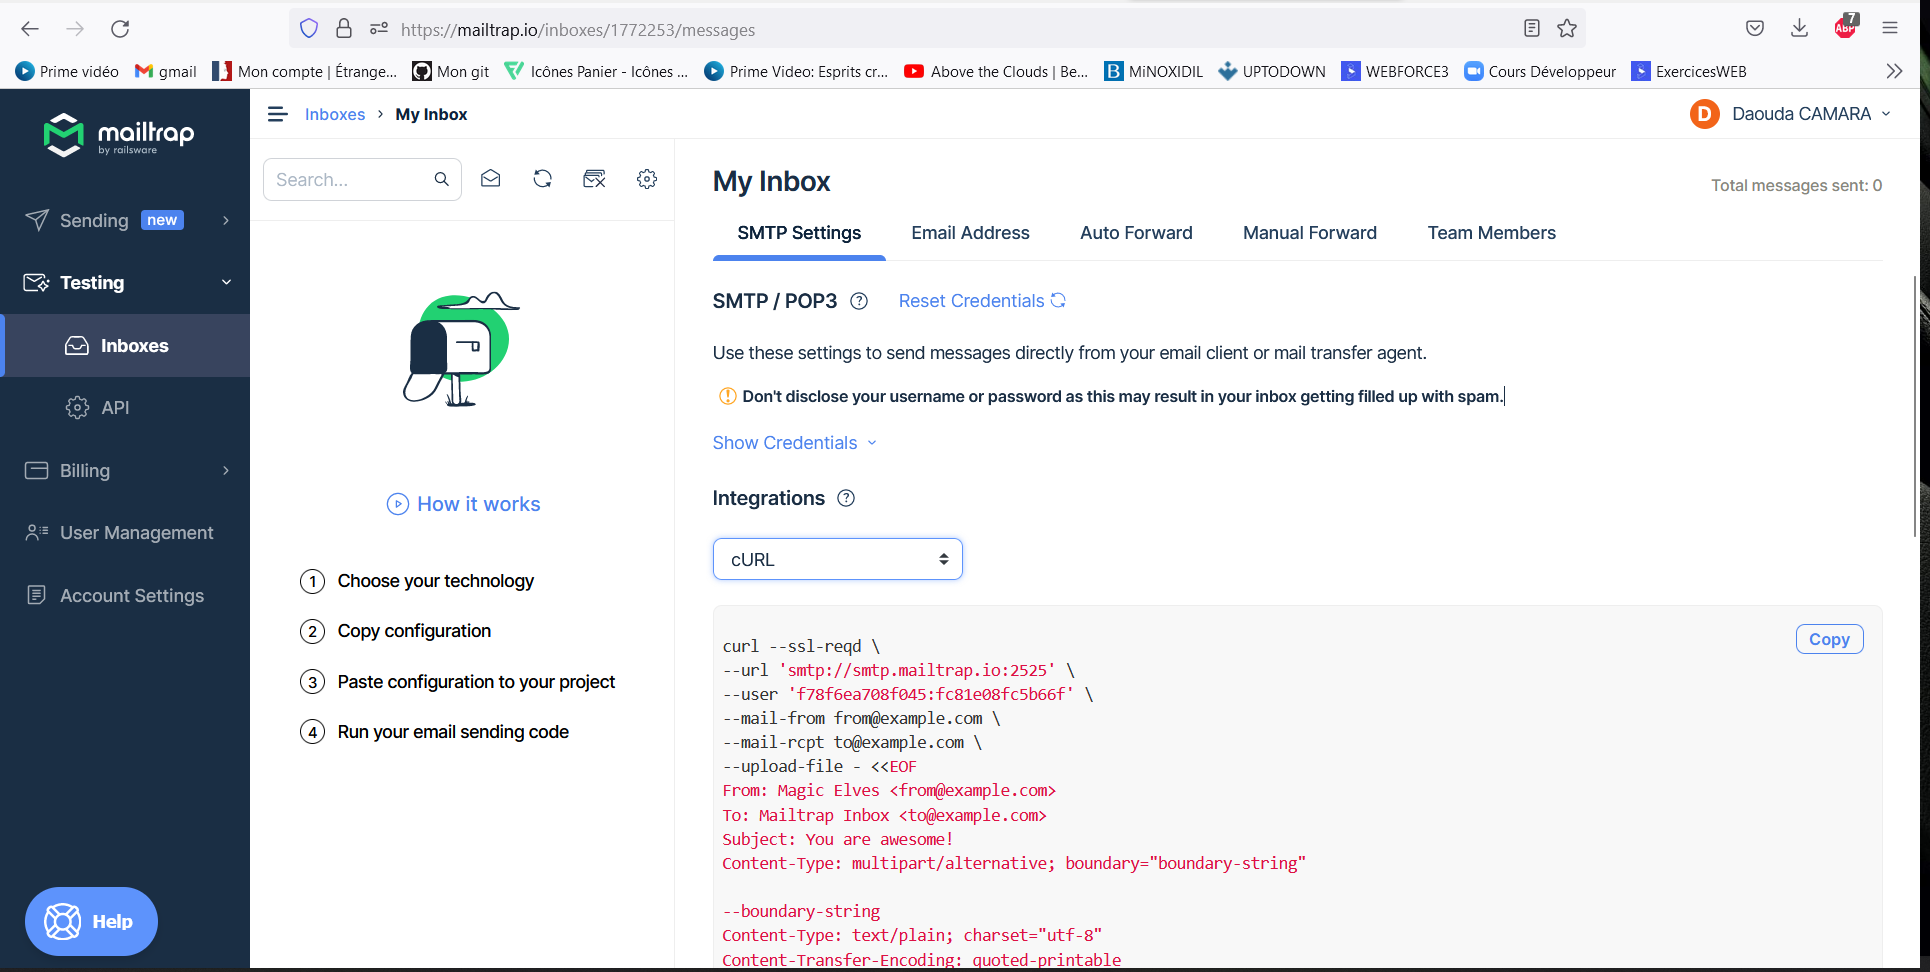 https://mailtrap.io/inboxes/1772253/messages
7
ABP
Prime vidéo
gmail
Mon compte | Étrange...
Mon git
Icônes Panier - Icônes ...
Prime Video: Esprits cr...
Above the Clouds | Be...
B MiNOXIDIL
UPTODOWN
WEBFORCE3
Cours Développeur
ExercicesWEB
mailtrap
by railsware
Inboxes › My Inbox
D Daouda CAMARA
Sending new
Testing
Inboxes
API
Billing
User Management
Account Settings
Help
Search...
How it works
1 Choose your technology
2 Copy configuration
3 Paste configuration to your project
4 Run your email sending code
My Inbox
Total messages sent: 0
SMTP Settings Email Address Auto Forward Manual Forward Team Members
SMTP / POP3 ? Reset Credentials
Use these settings to send messages directly from your email client or mail transfer agent.
! Don't disclose your username or password as this may result in your inbox getting filled up with spam.
Show Credentials
Integrations ?
cURL
Copy
curl --ssl-reqd \
--url 'smtp://smtp.mailtrap.io:2525' \
--user 'f78f6ea708f045:fc81e08fc5b66f' \
--mail-from from@example.com \
--mail-rcpt to@example.com \
--upload-file - <<EOF
From: Magic Elves <from@example.com>
To: Mailtrap Inbox <to@example.com>
Subject: You are awesome!
Content-Type: multipart/alternative; boundary="boundary-string"
--boundary-string
Content-Type: text/plain; charset="utf-8"
Content-Transfer-Encoding: quoted-printable